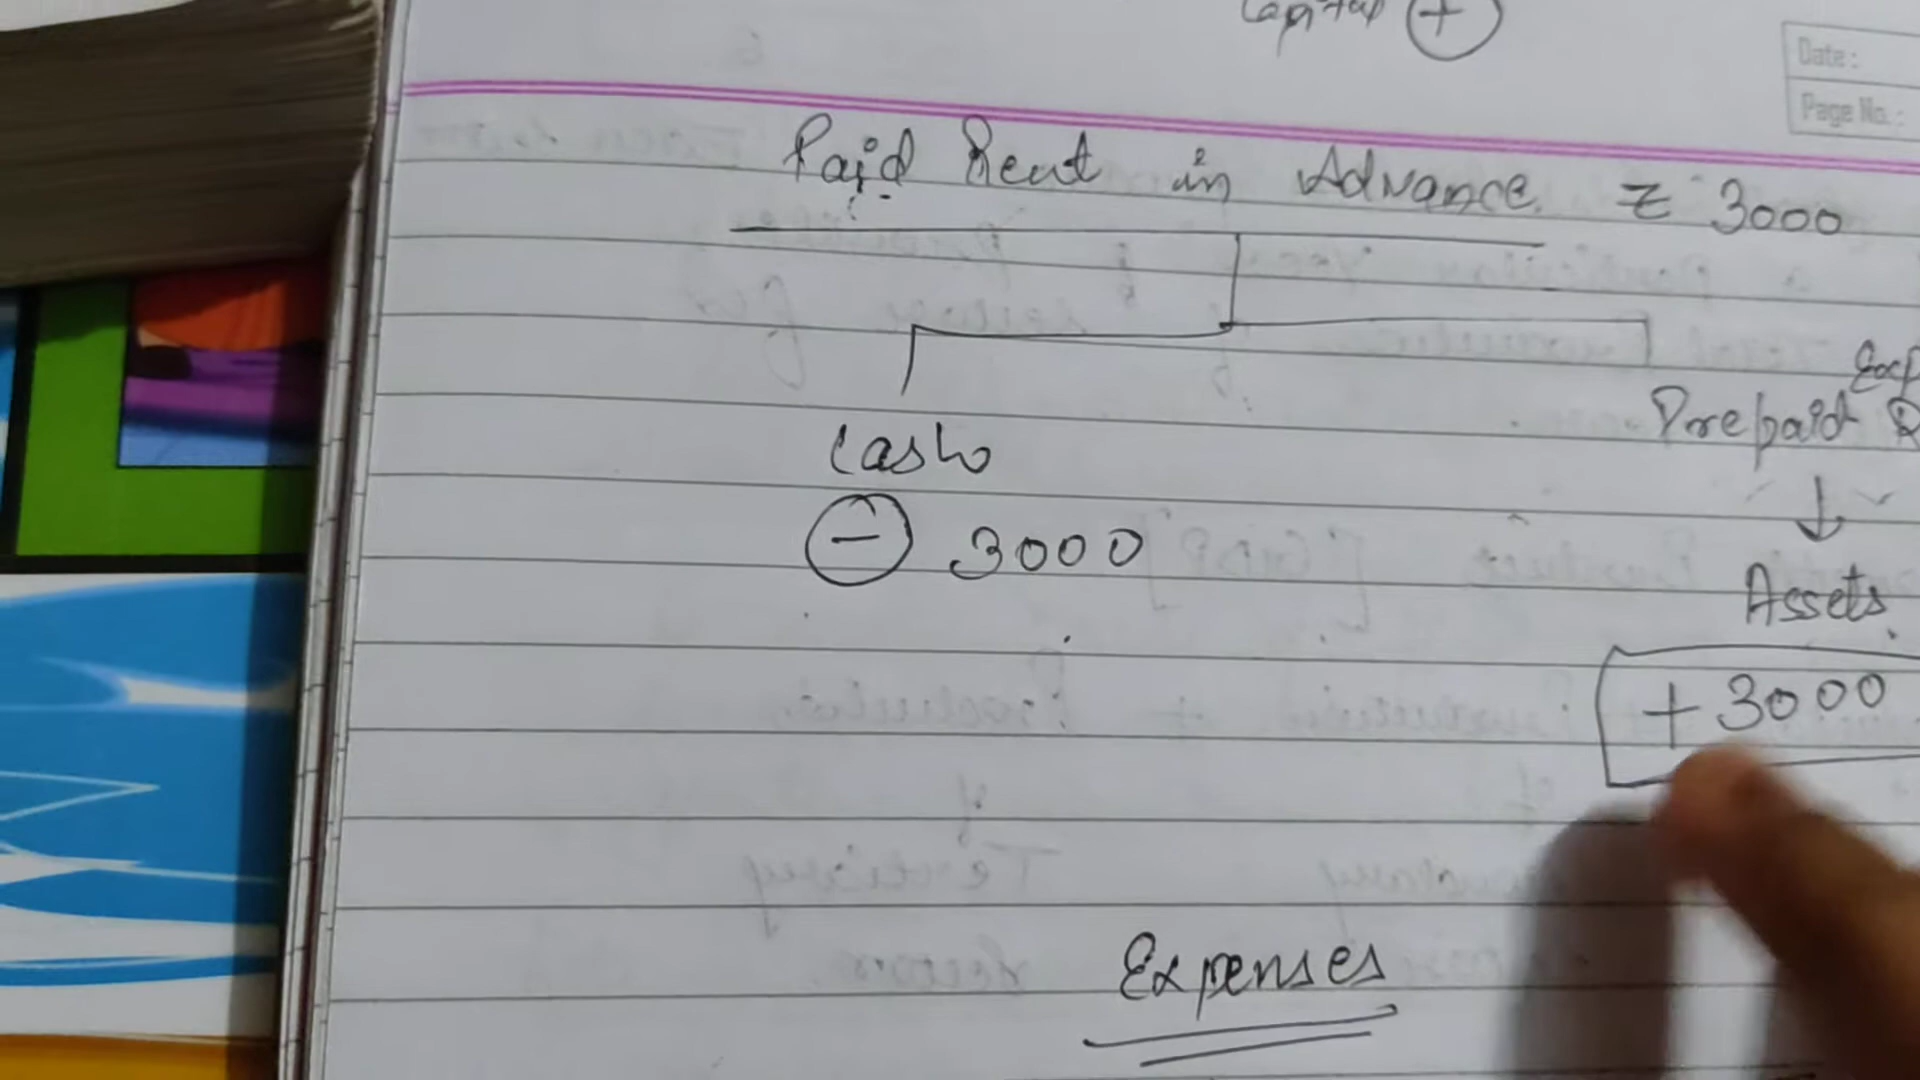 Capital +
Date:
Page No.:
Paid Rent in Advance ₹ 3000
Cash
Prepaid
- 3000
Assets
+3000
Expenses